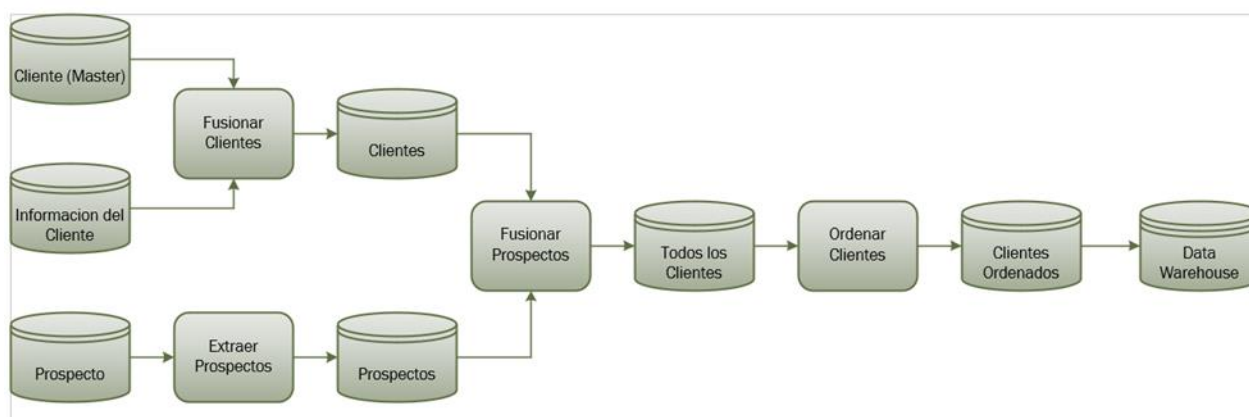 Cliente (Master)
Fusionar
Clientes
Clientes
Informacion del
Cliente
Fusionar
Prospectos
Todos los
Clientes
Ordenar
Clientes
Clientes
Ordenados
Data
Warehouse
Prospecto
Extraer
Prospectos
Prospectos